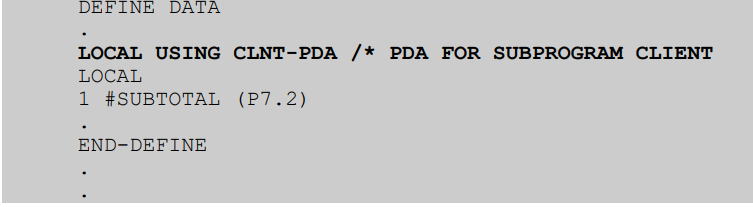 DEFINE DATA
.
LOCAL USING CLNT-PDA /* PDA FOR SUBPROGRAM CLIENT
LOCAL
1 #SUBTOTAL (P7.2)
.
END-DEFINE
.
.